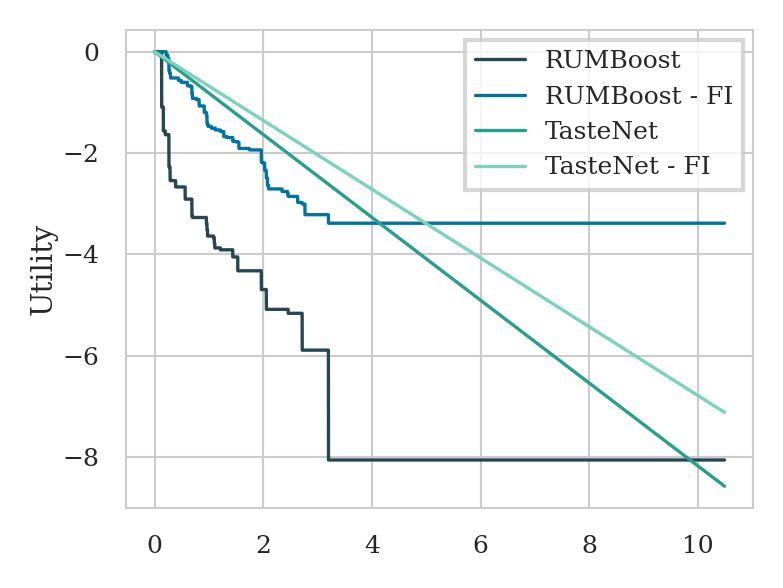 RUMBoost
RUMBoost - FI
TasteNet
TasteNet - FI
Utility
0
−2
−4
−6
−8
0 2 4 6 8 10